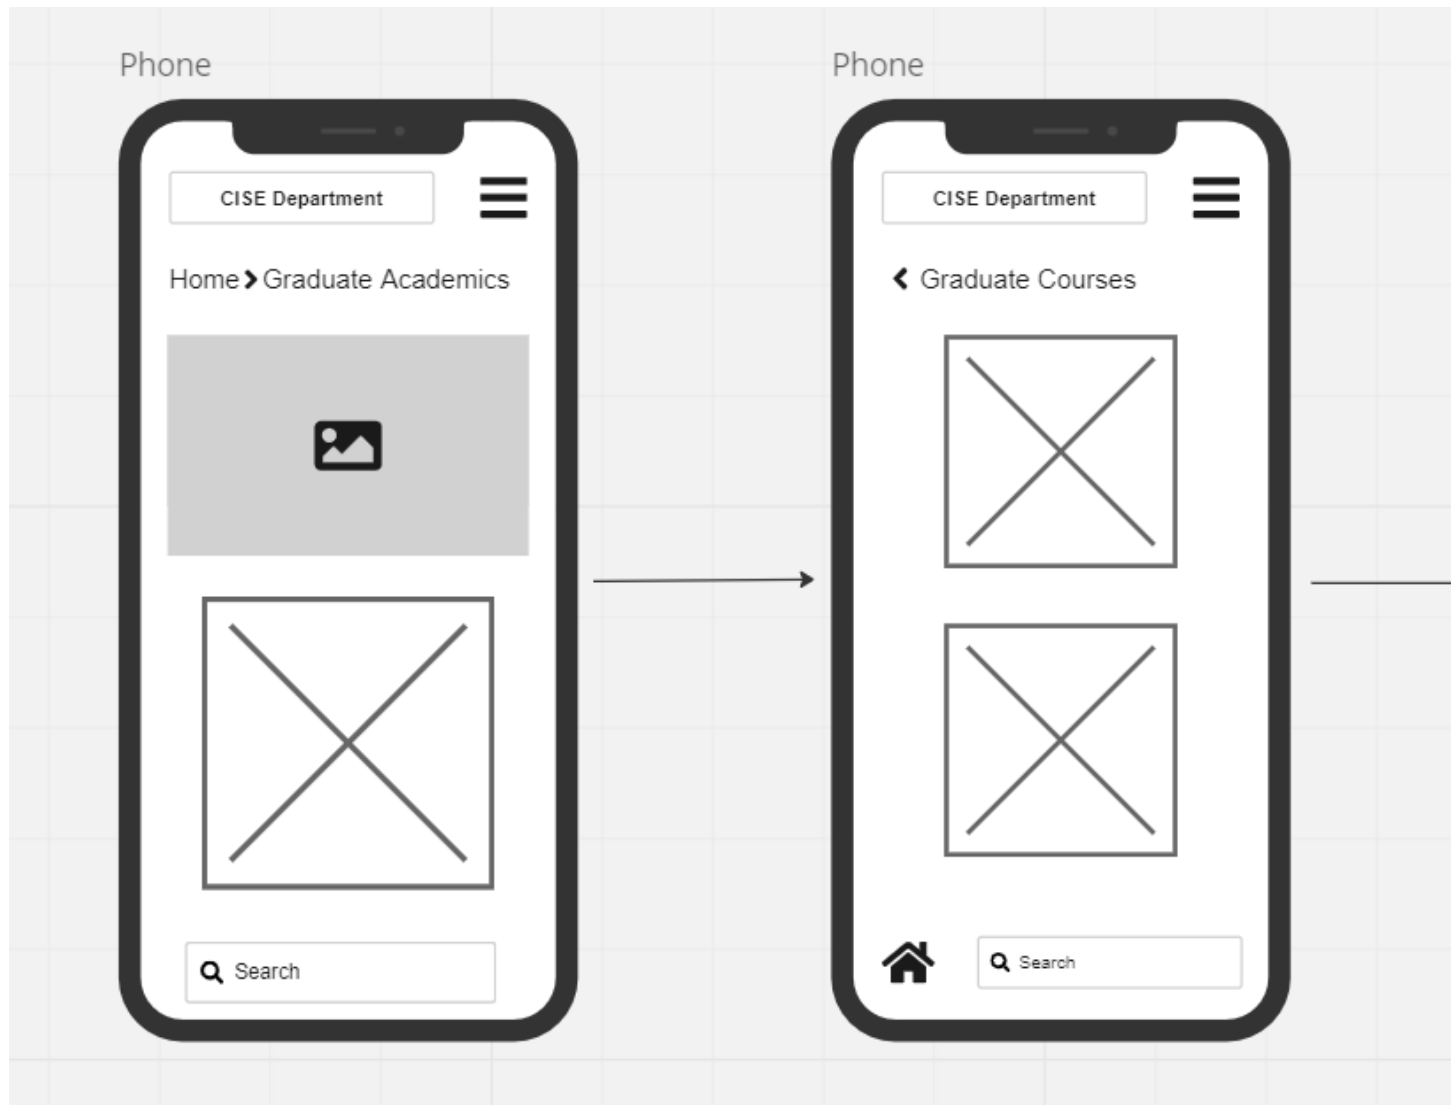 Phone
CISE Department
Home Graduate Academics
Search
Phone
CISE Department
Graduate Courses
Search